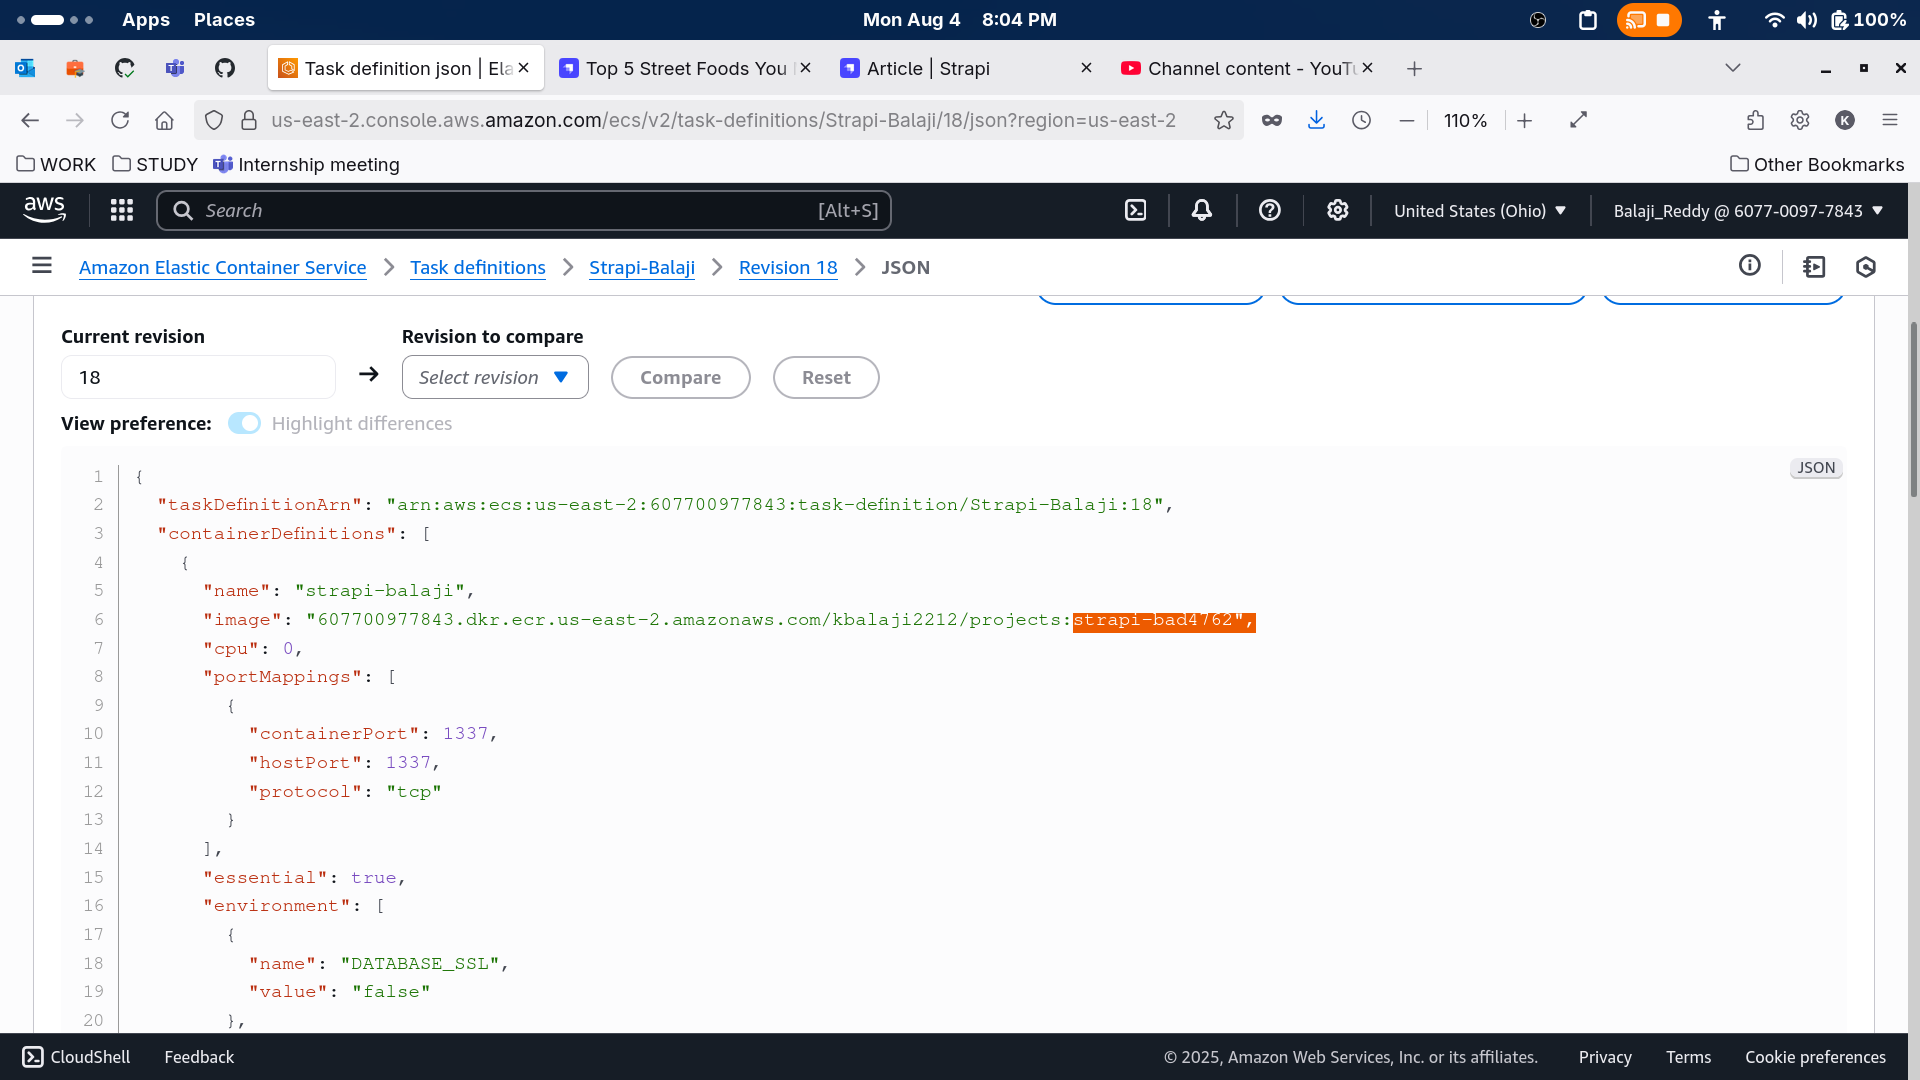 Apps Places Mon Aug 4 8:04 PM 100%
Task definition json | Ela Top 5 Street Foods You Article | Strapi Channel content - YouTu
us-east-2.console.aws.amazon.com/ecs/v2/task-definitions/Strapi-Balaji/18/json?region=us-east-2 110% K
WORK STUDY Internship meeting Other Bookmarks
aws Search [Alt+S] United States (Ohio) Balaji_Reddy @ 6077-0097-7843
Amazon Elastic Container Service Task definitions Strapi-Balaji Revision 18 JSON
Current revision Revision to compare
18 Select revision Compare Reset
View preference: Highlight differences
JSON
1 {
2 "taskDefinitionArn": "arn:aws:ecs:us-east-2:607700977843:task-definition/Strapi-Balaji:18",
3 "containerDefinitions": [
4 {
5 "name": "strapi-balaji",
6 "image": "607700977843.dkr.ecr.us-east-2.amazonaws.com/kbalaji2212/projects:strapi-bad4762",
7 "cpu": 0,
8 "portMappings": [
9 {
10 "containerPort": 1337,
11 "hostPort": 1337,
12 "protocol": "tcp"
13 }
14 ],
15 "essential": true,
16 "environment": [
17 {
18 "name": "DATABASE_SSL",
19 "value": "false"
20 },
CloudShell Feedback © 2025, Amazon Web Services, Inc. or its affiliates. Privacy Terms Cookie preferences